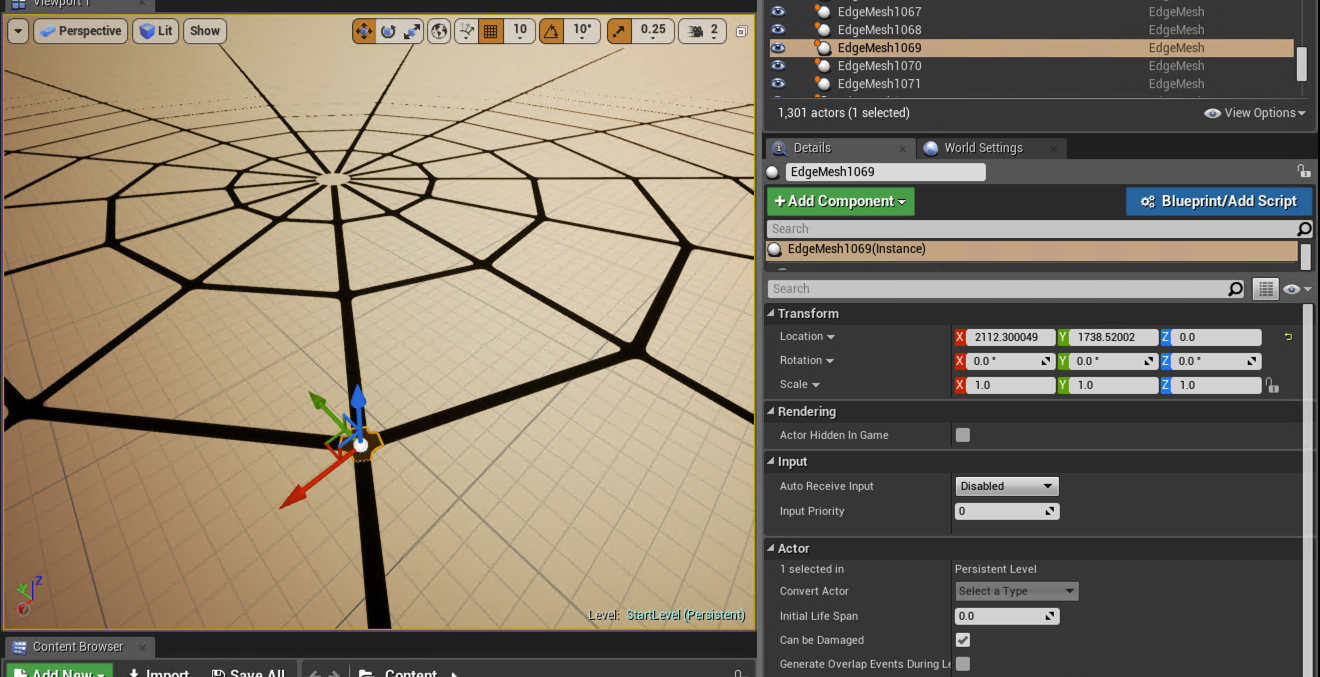 Viewport 1
Perspective
Lit
Show
10
10°
0.25
2
Level: StartLevel (Persistent)
Z
Content Browser
Add New
Import
Save All
Content
EdgeMesh1067 EdgeMesh
EdgeMesh1068 EdgeMesh
EdgeMesh1069 EdgeMesh
EdgeMesh1070 EdgeMesh
EdgeMesh1071 EdgeMesh
1,301 actors (1 selected)
View Options
Details
World Settings
EdgeMesh1069
+Add Component
Blueprint/Add Script
Search
EdgeMesh1069(Instance)
Search
Transform
Location X 2112.300049 Y 1738.52002 Z 0.0
Rotation X 0.0 ° Y 0.0 ° Z 0.0 °
Scale X 1.0 Y 1.0 Z 1.0
Rendering
Actor Hidden In Game
Input
Auto Receive Input Disabled
Input Priority 0
Actor
1 selected in Persistent Level
Convert Actor Select a Type
Initial Life Span 0.0
Can be Damaged
Generate Overlap Events During Le